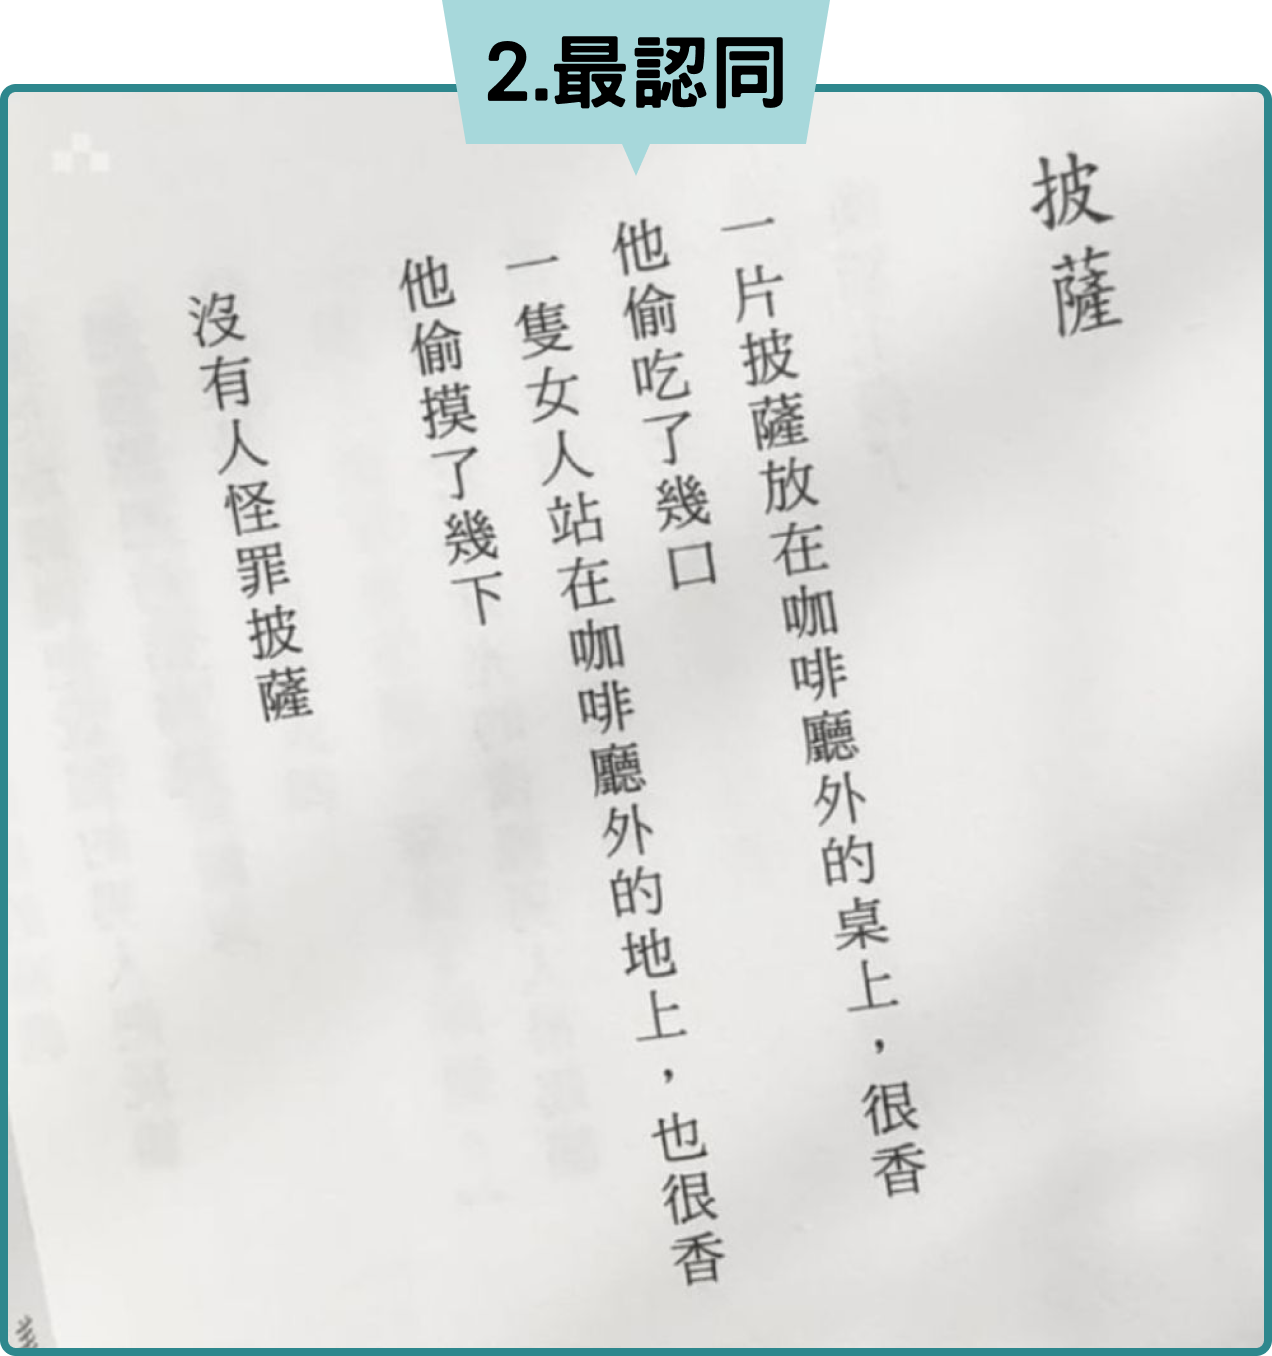 2.最認同
披薩
一片披薩放在咖啡廳外的桌上，很香
他偷吃了幾口
一隻女人站在咖啡廳外的地上，也很香
他偷摸了幾下
沒有人怪罪披薩